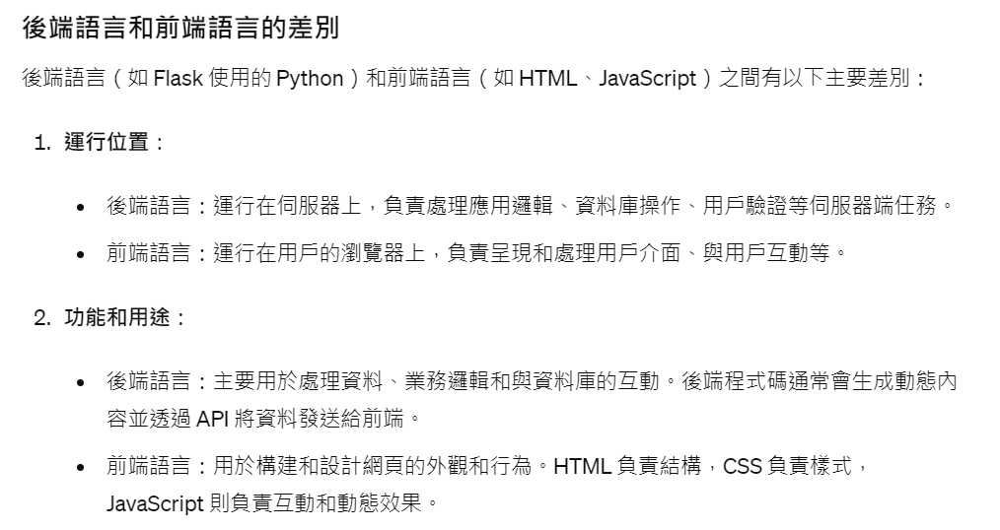 後端語言和前端語言的差別
後端語言（如 Flask 使用的 Python）和前端語言（如 HTML、JavaScript）之間有以下主要差別：
1. 運行位置：
• 後端語言：運行在伺服器上，負責處理應用邏輯、資料庫操作、用戶驗證等伺服器端任務。
• 前端語言：運行在用戶的瀏覽器上，負責呈現和處理用戶介面、與用戶互動等。
2. 功能和用途：
• 後端語言：主要用於處理資料、業務邏輯和與資料庫的互動。後端程式碼通常會生成動態內
容並透過 API 將資料發送給前端。
• 前端語言：用於構建和設計網頁的外觀和行為。HTML 負責結構，CSS 負責樣式，
JavaScript 則負責互動和動態效果。